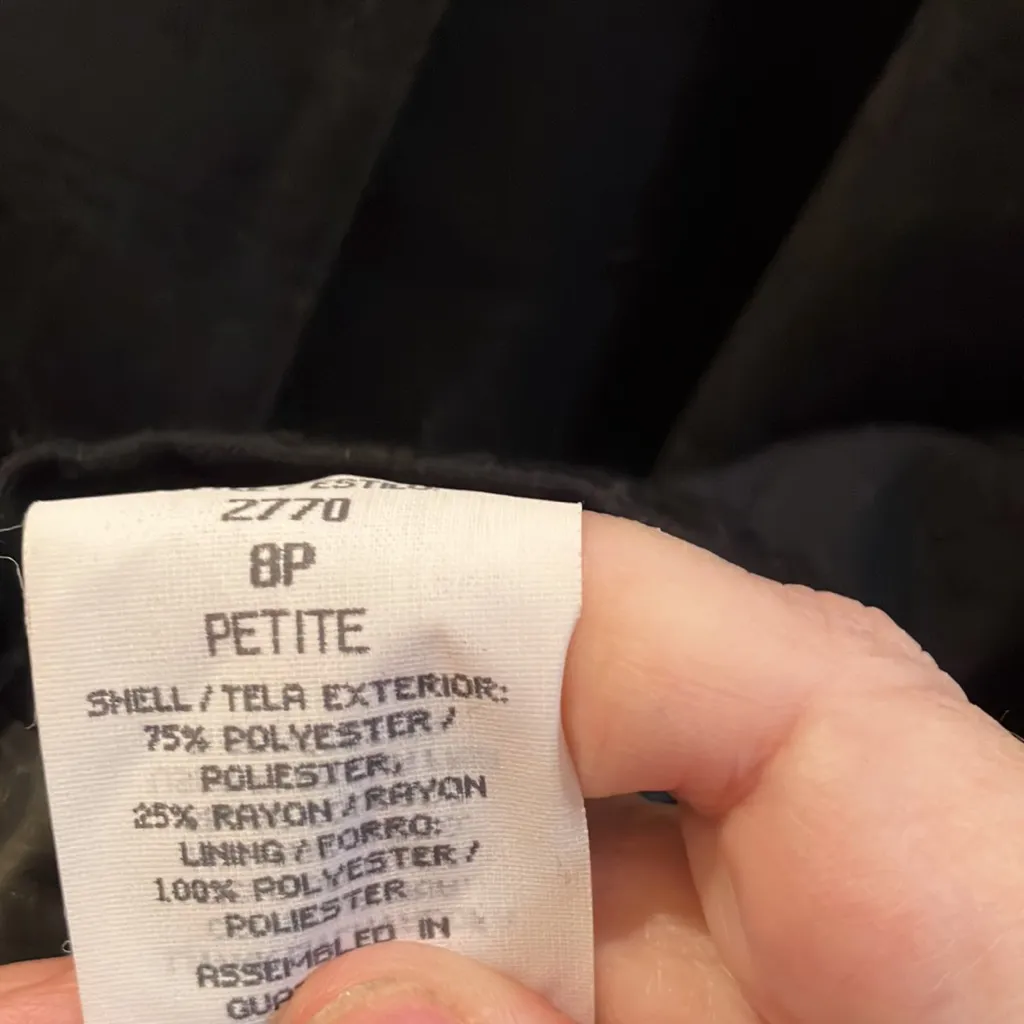 ESTILO
2770
8P
PETITE
SHELL / TELA EXTERIOR:
75% POLYESTER /
POLIESTER,
25% RAYON / RAYON
LINING / FORRO:
100% POLYESTER /
POLIESTER
ASSEMBLED IN